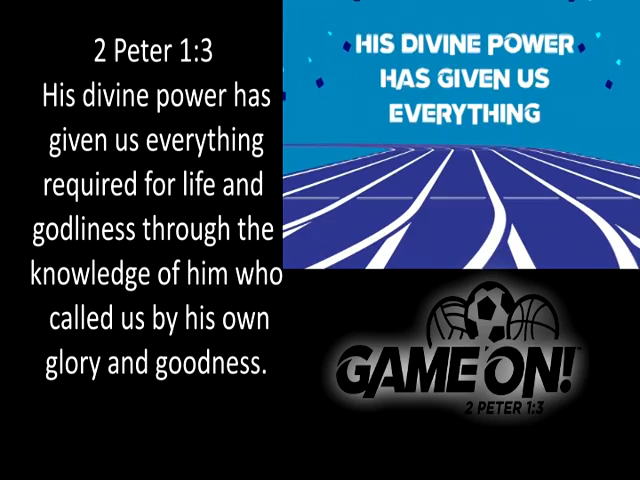 2 Peter 1:3
His divine power has
given us everything
required for life and
godliness through the
knowledge of him who
called us by his own
glory and goodness.
HIS DIVINE POWER
HAS GIVEN US
EVERYTHING
GAME ON!™
2 PETER 1:3